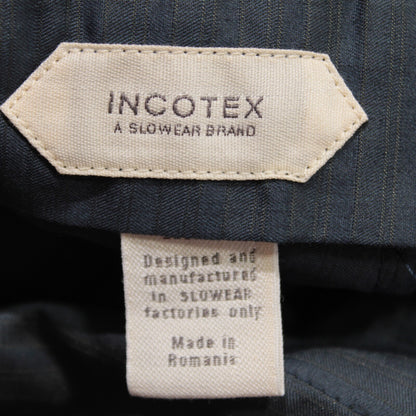 INCOTEX
A SLOWEAR BRAND
Designed and
manufactured
in SLOWEAR
factories only
Made in
Romania